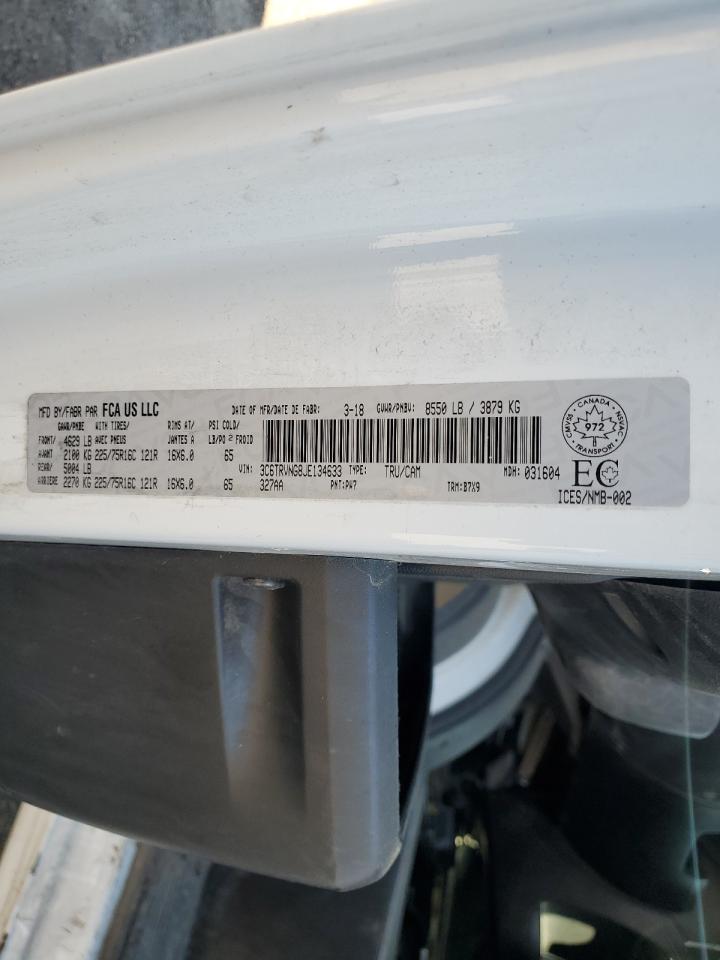 MFD BY/FABR PAR FCA US LLC DATE OF MFR/DATE DE FABR: 3-18 GVWR/PNBV: 8550 LB / 3879 KG
GAWR/PNBE WITH TIRES/ RIMS AT/ PSI COLD/
FRONT/ 4629 LB AVEC PNEUS JANTES A LB/PO2 FROID
AVANT 2100 KG 225/75R16C 121R 16X6.0 65
REAR/ 5004 LB VIN: 3C6TRVNG8JE134633 TYPE: TRU/CAM MDH: 031604
ARRIERE 2270 KG 225/75R16C 121R 16X6.0 65 327AA PNT: PW7 TRM: B7X9
CANADA
CMVSS
NSVAC
972
TRANSPORT
EC
ICES/NMB-002